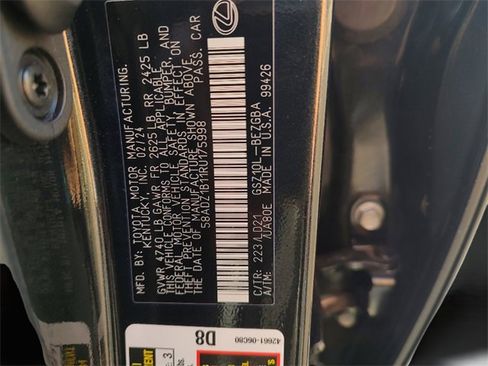 MFD. BY: TOYOTA MOTOR MANUFACTURING.
KENTUCKY, INC. 02/24
GVWR 4740 LB GAWR FR 2625 LB RR 2425 LB
THIS VEHICLE CONFORMS TO ALL APPLICABLE
FEDERAL MOTOR VEHICLE SAFETY, BUMPER, AND
THEFT PREVENTION STANDARDS IN EFFECT ON
THE DATE OF MANUFACTURE SHOWN ABOVE.
58ADZ1B11RU175998 PASS. CAR
C/TR: 223/LD21 GSZ10L-BEZGBA
A/TM: /UA80E MADE IN U.S.A. 99426
42661-06C80
D8
3